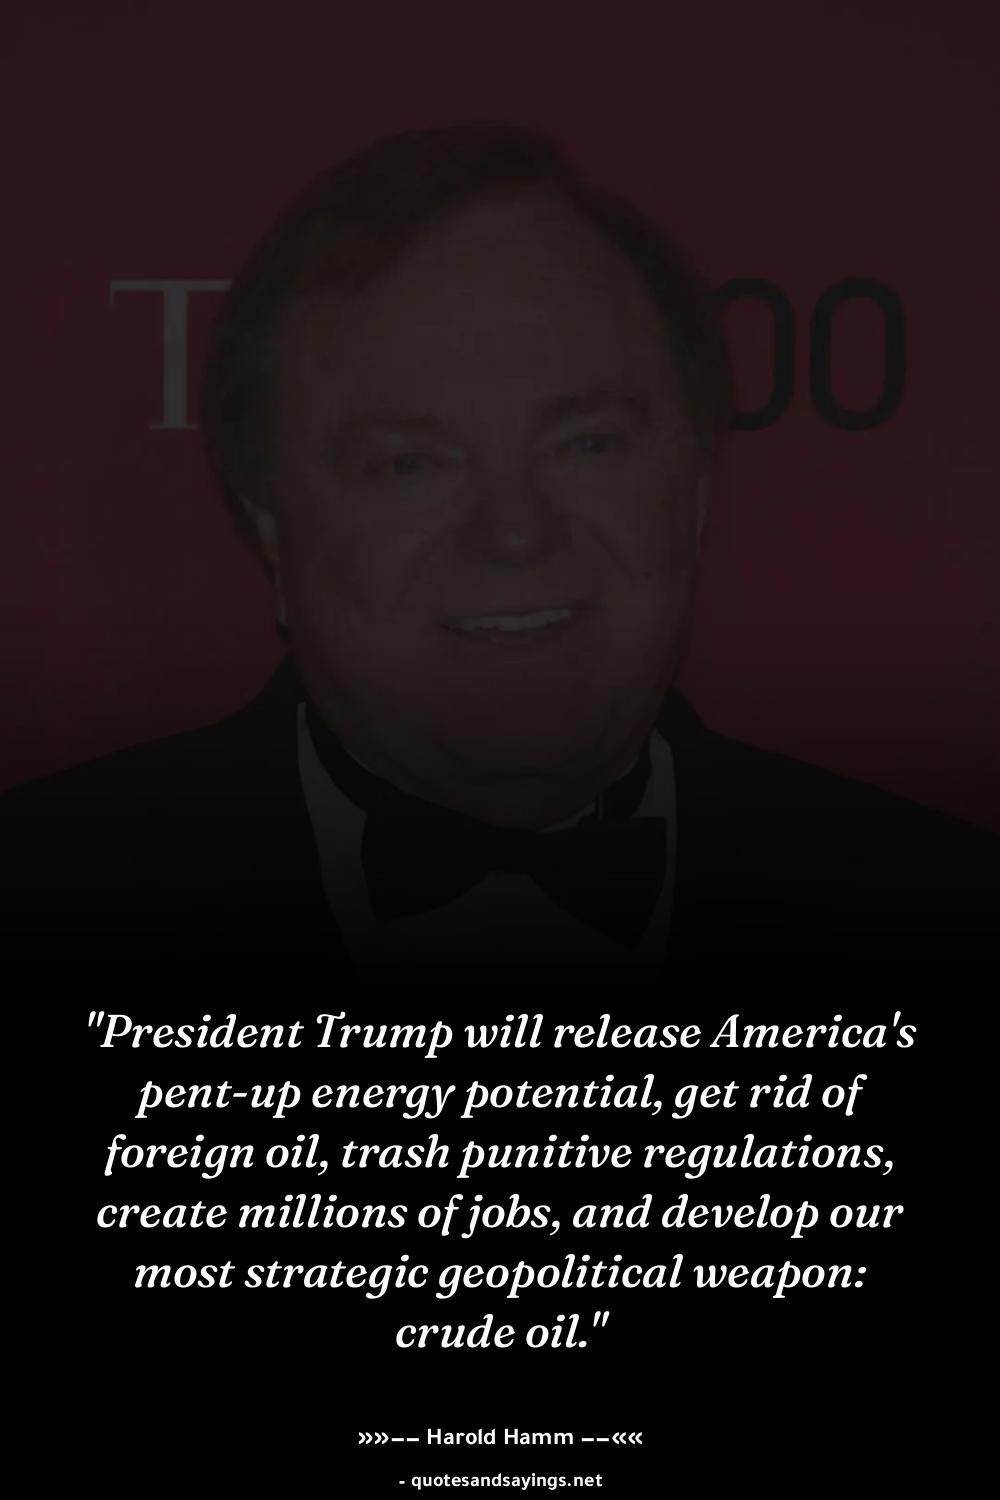 T 00
"President Trump will release America's
pent-up energy potential, get rid of
foreign oil, trash punitive regulations,
create millions of jobs, and develop our
most strategic geopolitical weapon:
crude oil."
»»−− Harold Hamm −−««
- quotesandsayings.net